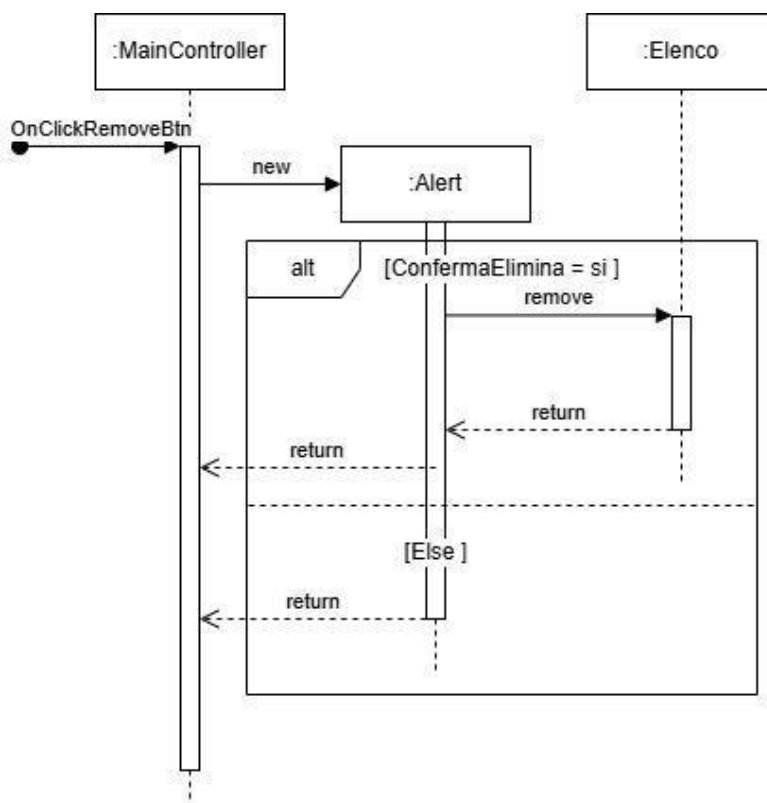 :MainController
:Elenco
OnClickRemoveBtn
new
:Alert
alt
[ConfermaElimina = si ]
remove
return
return
[Else ]
return